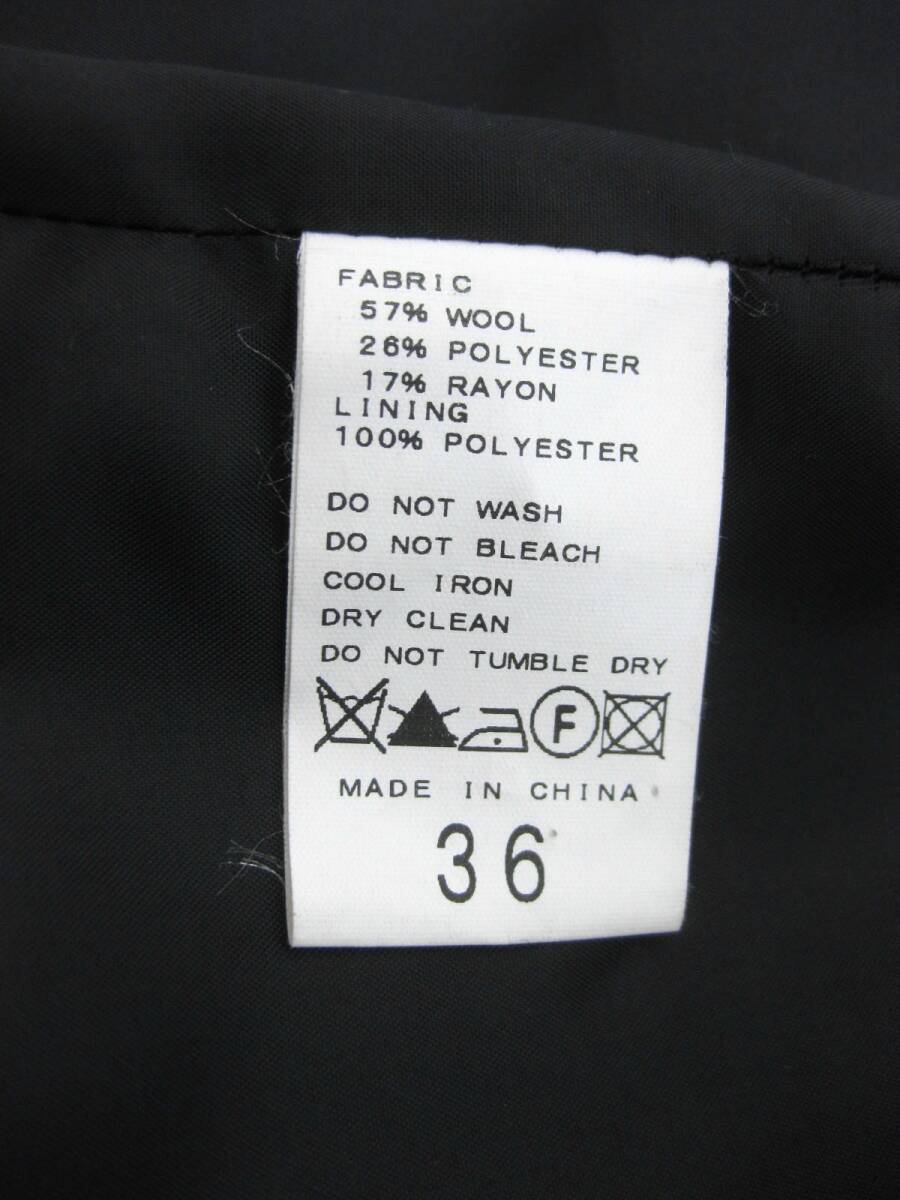 FABRIC
57% WOOL
26% POLYESTER
17% RAYON
LINING
100% POLYESTER
DO NOT WASH
DO NOT BLEACH
COOL IRON
DRY CLEAN
DO NOT TUMBLE DRY
F
MADE IN CHINA
36